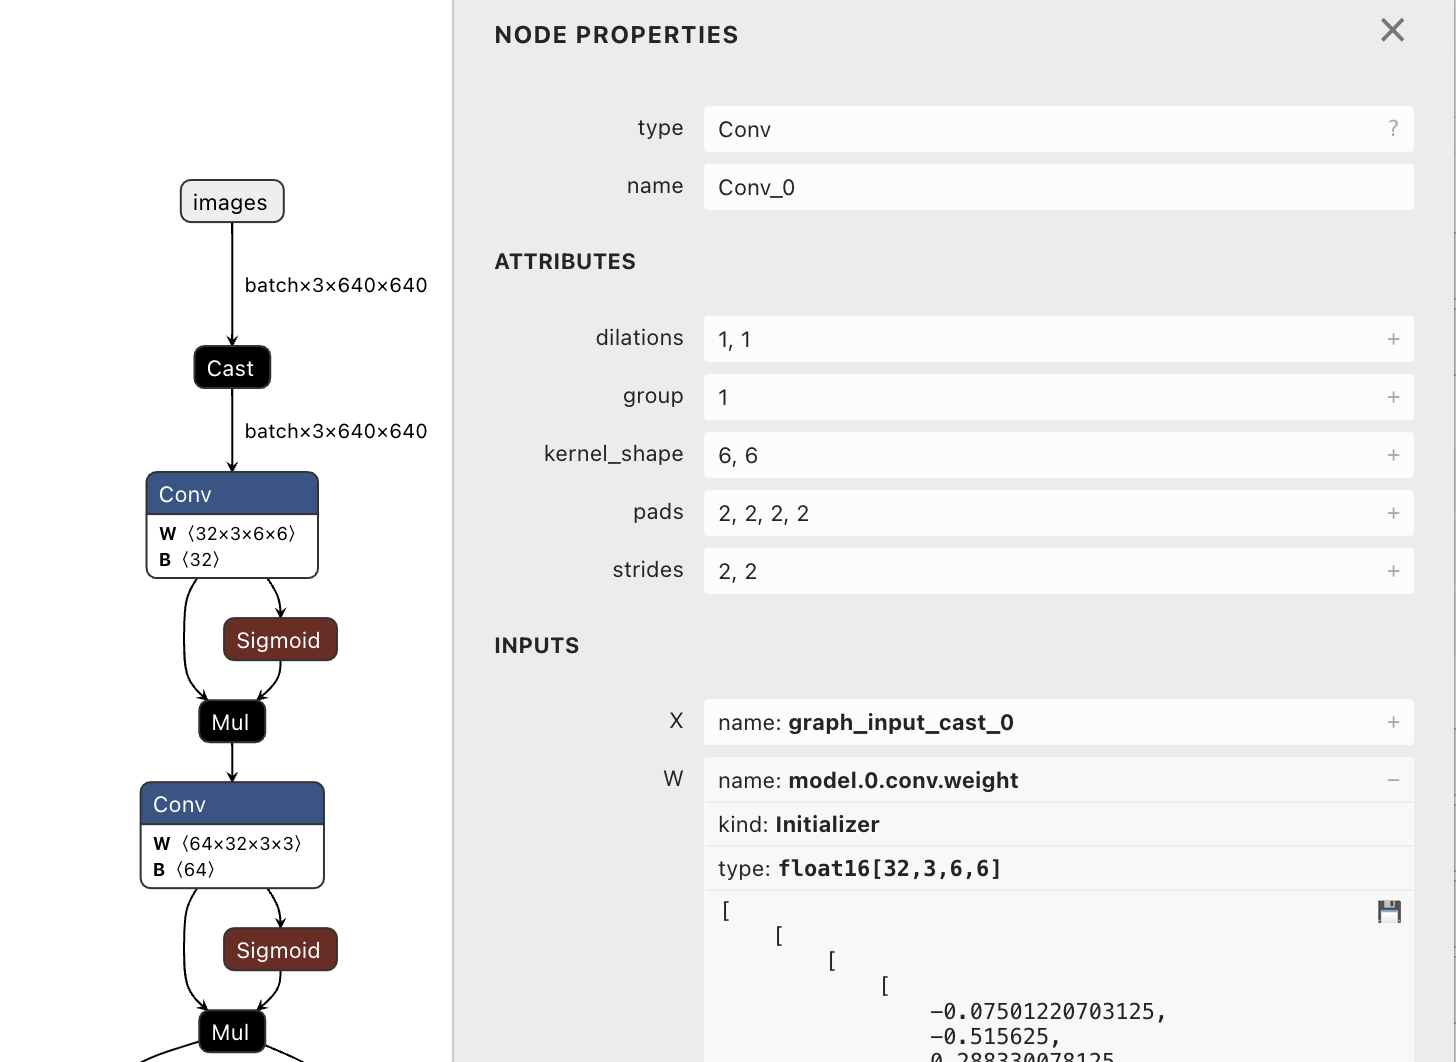 images
batch×3×640×640
Cast
batch×3×640×640
Conv
W ⟨32×3×6×6⟩
B ⟨32⟩
Sigmoid
Mul
Conv
W ⟨64×32×3×3⟩
B ⟨64⟩
Sigmoid
Mul
NODE PROPERTIES
type Conv ?
name Conv_0
ATTRIBUTES
dilations 1, 1 +
group 1 +
kernel_shape 6, 6 +
pads 2, 2, 2, 2 +
strides 2, 2 +
INPUTS
X name: graph_input_cast_0 +
W name: model.0.conv.weight −
kind: Initializer
type: float16[32,3,6,6]
[
[
[
[
-0.07501220703125,
-0.515625,
0.288330078125